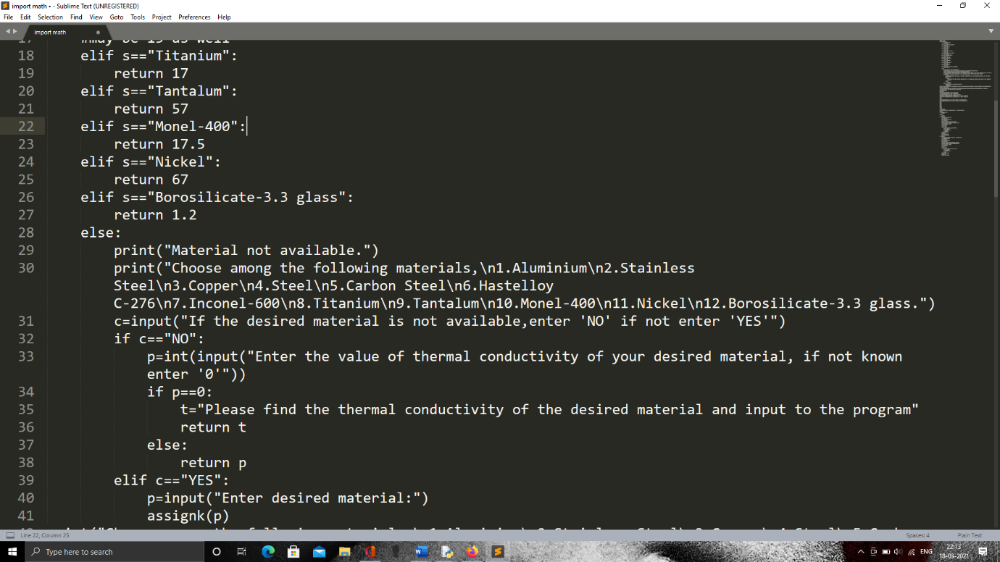 import math • - Sublime Text (UNREGISTERED)
File Edit Selection Find View Goto Tools Project Preferences Help
import math
17 #may be 15 as well
18 elif s=="Titanium":
19 return 17
20 elif s=="Tantalum":
21 return 57
22 elif s=="Monel-400":
23 return 17.5
24 elif s=="Nickel":
25 return 67
26 elif s=="Borosilicate-3.3 glass":
27 return 1.2
28 else:
29 print("Material not available.")
30 print("Choose among the following materials,\n1.Aluminium\n2.Stainless
Steel\n3.Copper\n4.Steel\n5.Carbon Steel\n6.Hastelloy
C-276\n7.Inconel-600\n8.Titanium\n9.Tantalum\n10.Monel-400\n11.Nickel\n12.Borosilicate-3.3 glass.")
31 c=input("If the desired material is not available,enter 'NO' if not enter 'YES'")
32 if c=="NO":
33 p=int(input("Enter the value of thermal conductivity of your desired material, if not known
enter '0'"))
34 if p==0:
35 t="Please find the thermal conductivity of the desired material and input to the program"
36 return t
37 else:
38 return p
39 elif c=="YES":
40 p=input("Enter desired material:")
41 assignk(p)
Line 22, Column 25 Spaces: 4 Plain Text
Type here to search
ENG
22:13
18-03-2021